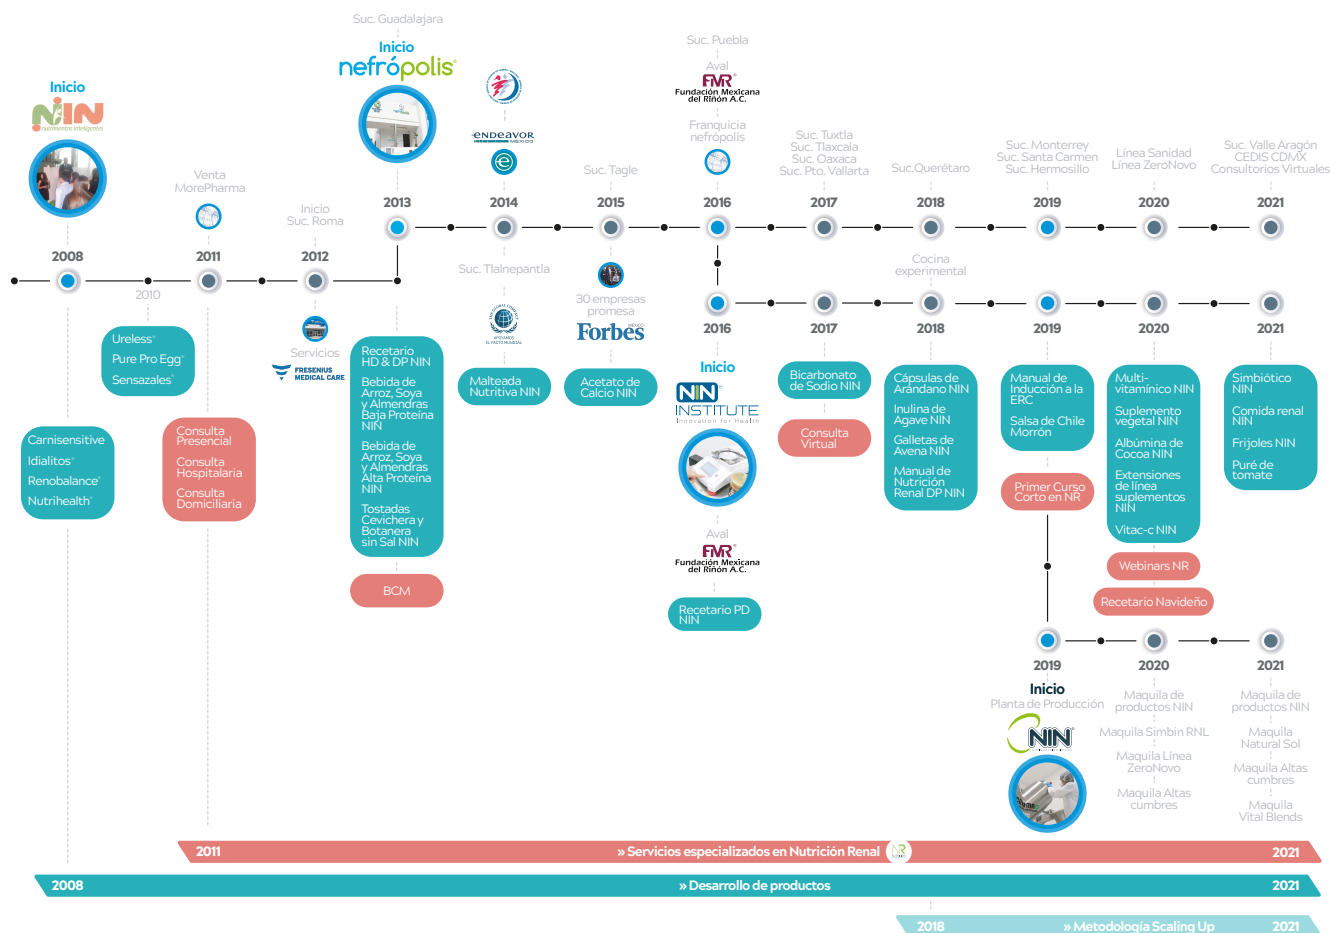 Suc. Guadalajara
Inicio
nefrópolis
Inicio
NIN
nutrimentos inteligentes
Venta
MorePharma
Inicio
Suc. Roma
2008
2010
2011
2012
2013
enDeavor
MÉXICO
2014
Suc. Tlalnepantla
APOYAMOS
EL PACTO MUNDIAL
Suc. Tagle
2015
30 empresas
promesa
Forbes
MÉXICO
Suc. Puebla
Aval
FMR
Fundación Mexicana
del Riñón A.C.
Franquicia
nefrópolis
2016
Suc. Tuxtla
Suc. Tlaxcala
Suc. Oaxaca
Suc. Pto. Vallarta
2017
Suc.Querétaro
2018
Suc. Monterrey
Suc. Santa Carmen
Suc. Hermosillo
2019
Línea Sanidad
Línea ZeroNovo
2020
Suc. Valle Aragón
CEDIS CDMX
Consultorios Virtuales
2021
Servicios
FRESENIUS
MEDICAL CARE
Ureless
Pure Pro Egg
Sensazales
Carnisensitive
Idialitos
Renobalance
Nutrihealth
Consulta
Presencial
Consulta
Hospitalaria
Consulta
Domiciliaria
Recetario
HD & DP NIN
Bebida de
Arroz, Soya
y Almendras
Baja Proteína
NIN
Bebida de
Arroz, Soya
y Almendras
Alta Proteína
NIN
Tostadas
Cevichera y
Botanera
sin Sal NIN
BCM
Malteada
Nutritiva NIN
Acetato de
Calcio NIN
2016
Inicio
NIN
INSTITUTE
Innovation for Health
Aval
FMR
Fundación Mexicana
del Riñón A.C.
Recetario PD
NIN
2017
Bicarbonato
de Sodio NIN
Consulta
Virtual
Cocina
experimental
2018
Cápsulas de
Arándano NIN
Inulina de
Agave NIN
Galletas de
Avena NIN
Manual de
Nutrición
Renal DP NIN
2019
Manual de
Inducción a la
ERC
Salsa de Chile
Morrón
Primer Curso
Corto en NR
2020
Multi-
vitamínico NIN
Suplemento
vegetal NIN
Albúmina de
Cocoa NIN
Extensiones
de línea
suplementos
NIN
Vitac-c NIN
Webinars NR
Recetario Navideño
2021
Simbiótico
NIN
Comida renal
NIN
Frijoles NIN
Puré de
tomate
2019
Inicio
Planta de Producción
NIN
2020
Maquila de
productos NIN
Maquila Simbin RNL
Maquila Línea
ZeroNovo
Maquila Altas
cumbres
2021
Maquila de
productos NIN
Maquila
Natural Sol
Maquila Altas
cumbres
Maquila
Vital Blends
2011
» Servicios especializados en Nutrición Renal
NR
2021
2008
» Desarrollo de productos
2021
2018
» Metodología Scaling Up
2021